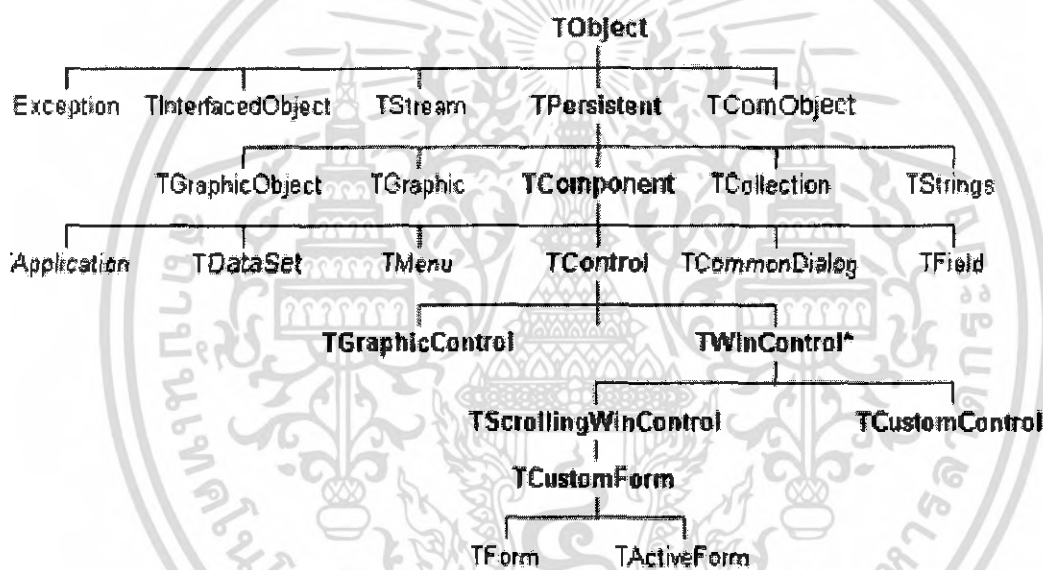 TObject
Exception TInterfacedObject TStream TPersistent TComObject
TGraphicObject TGraphic TComponent TCollection TStrings
TApplication TDataSet TMenu TControl TCommonDialog TField
TGraphicControl TWinControl*
TScrollingWinControl TCustomControl
TCustomForm
TForm TActiveForm